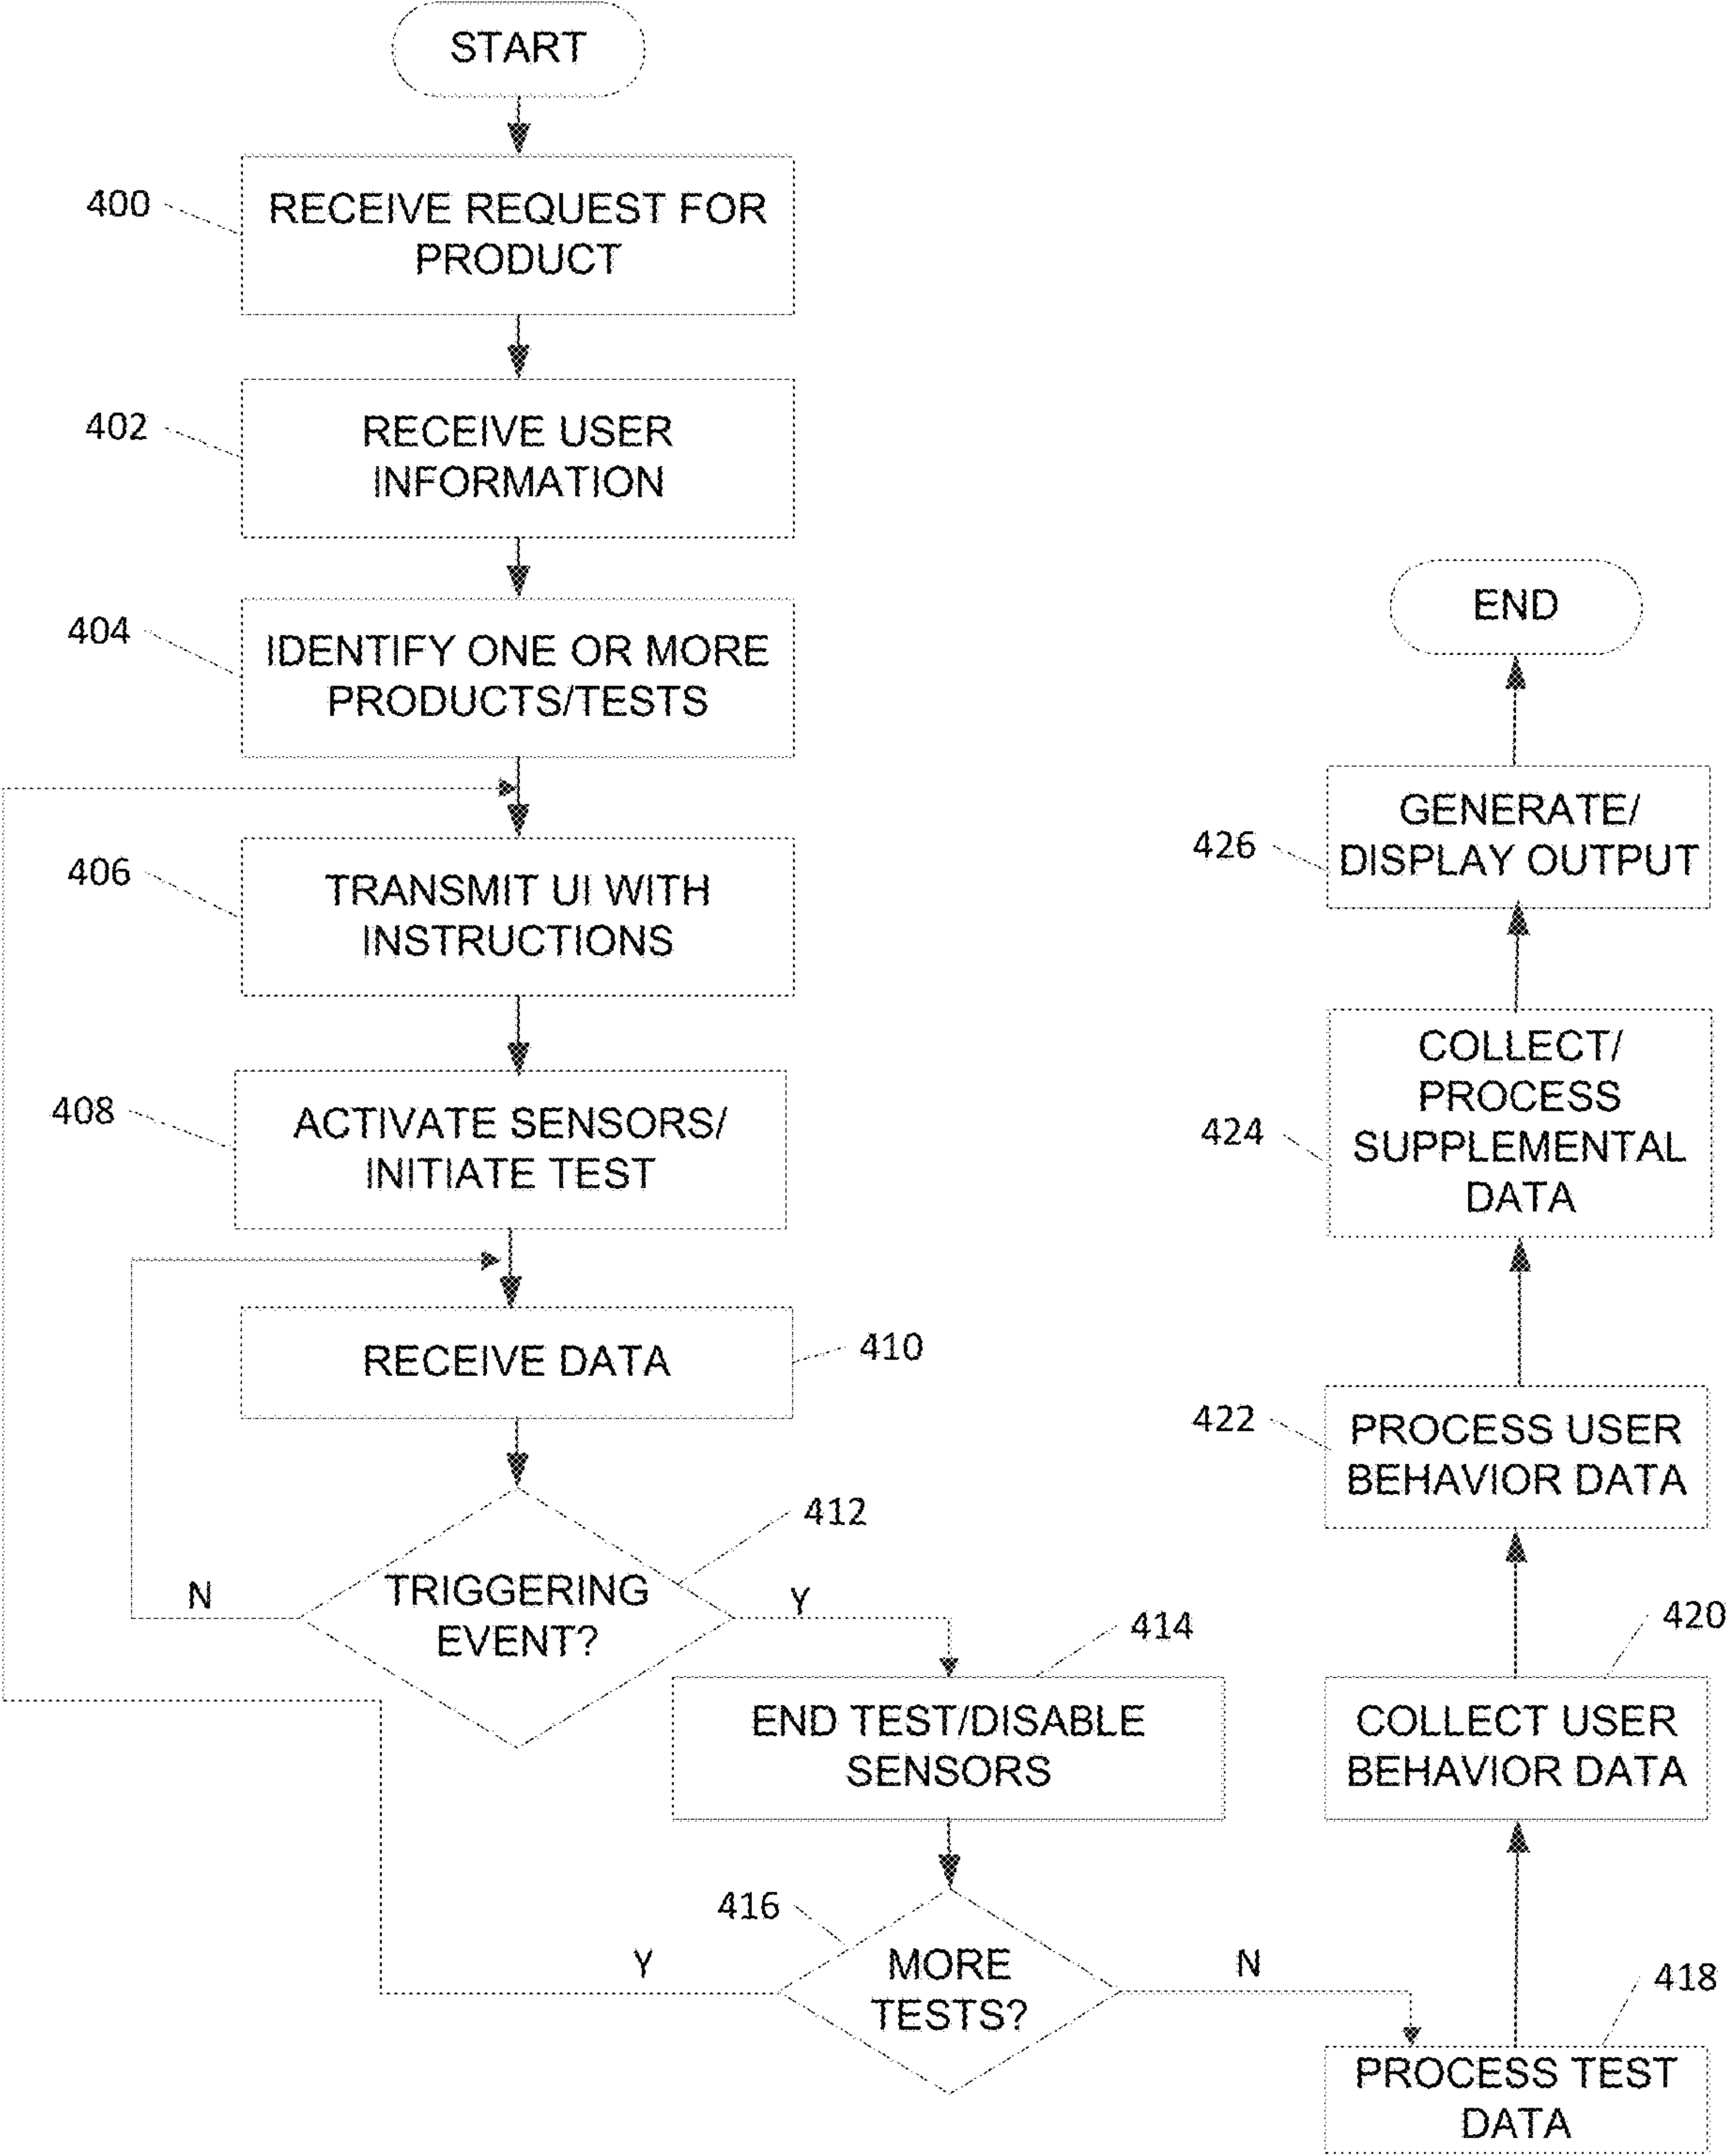 START
400
RECEIVE REQUEST FOR
PRODUCT
402
RECEIVE USER
INFORMATION
404
IDENTIFY ONE OR MORE
PRODUCTS/TESTS
406
TRANSMIT UI WITH
INSTRUCTIONS
408
ACTIVATE SENSORS/
INITIATE TEST
RECEIVE DATA
410
412
TRIGGERING
EVENT?
N
Y
414
END TEST/DISABLE
SENSORS
416
MORE
TESTS?
Y
N
418
PROCESS TEST
DATA
420
COLLECT USER
BEHAVIOR DATA
422
PROCESS USER
BEHAVIOR DATA
424
COLLECT/
PROCESS
SUPPLEMENTAL
DATA
426
GENERATE/
DISPLAY OUTPUT
END